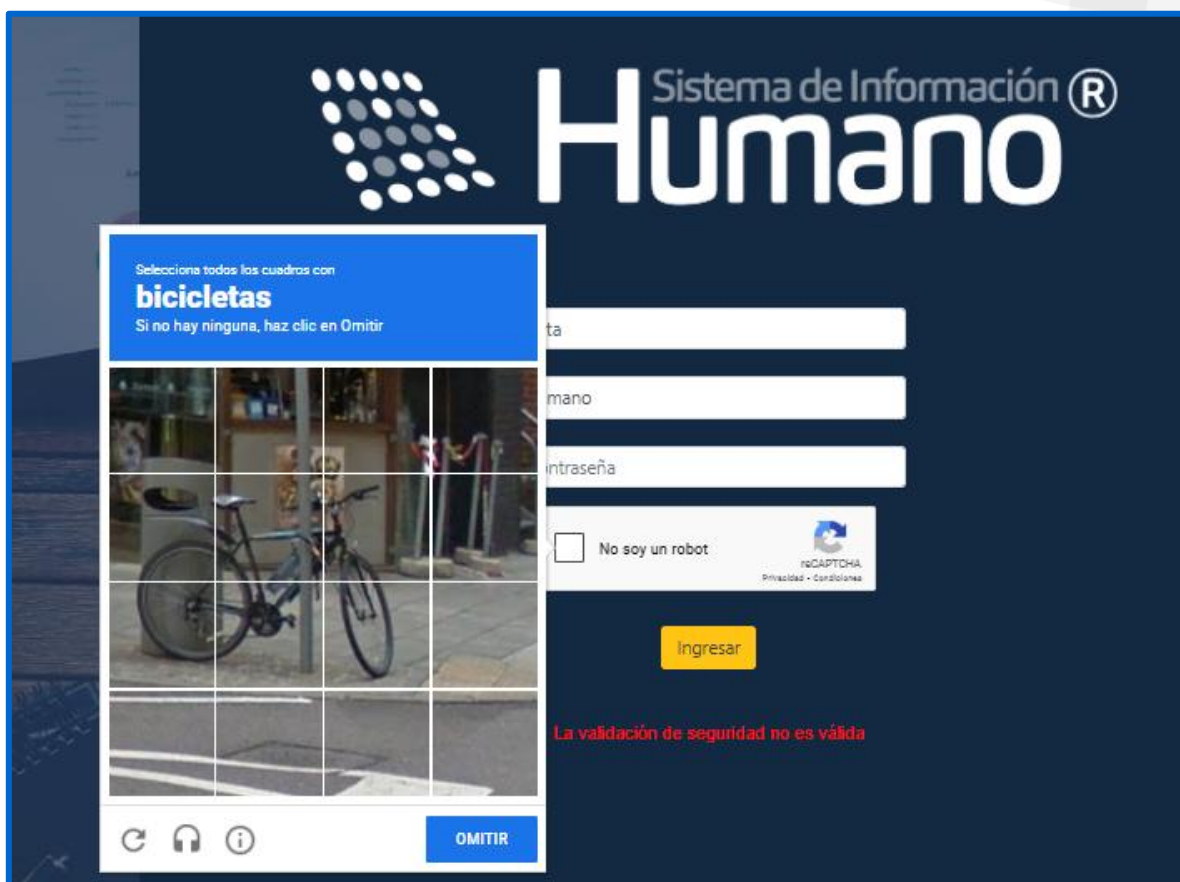 Sistema de Información ®
Humano
Selecciona todos los cuadros con
bicicletas
Si no hay ninguna, haz clic en Omitir
ta
mano
ntraseña
No soy un robot
reCAPTCHA
Privacidad - Condiciones
Ingresar
La validación de seguridad no es válida
OMITIR